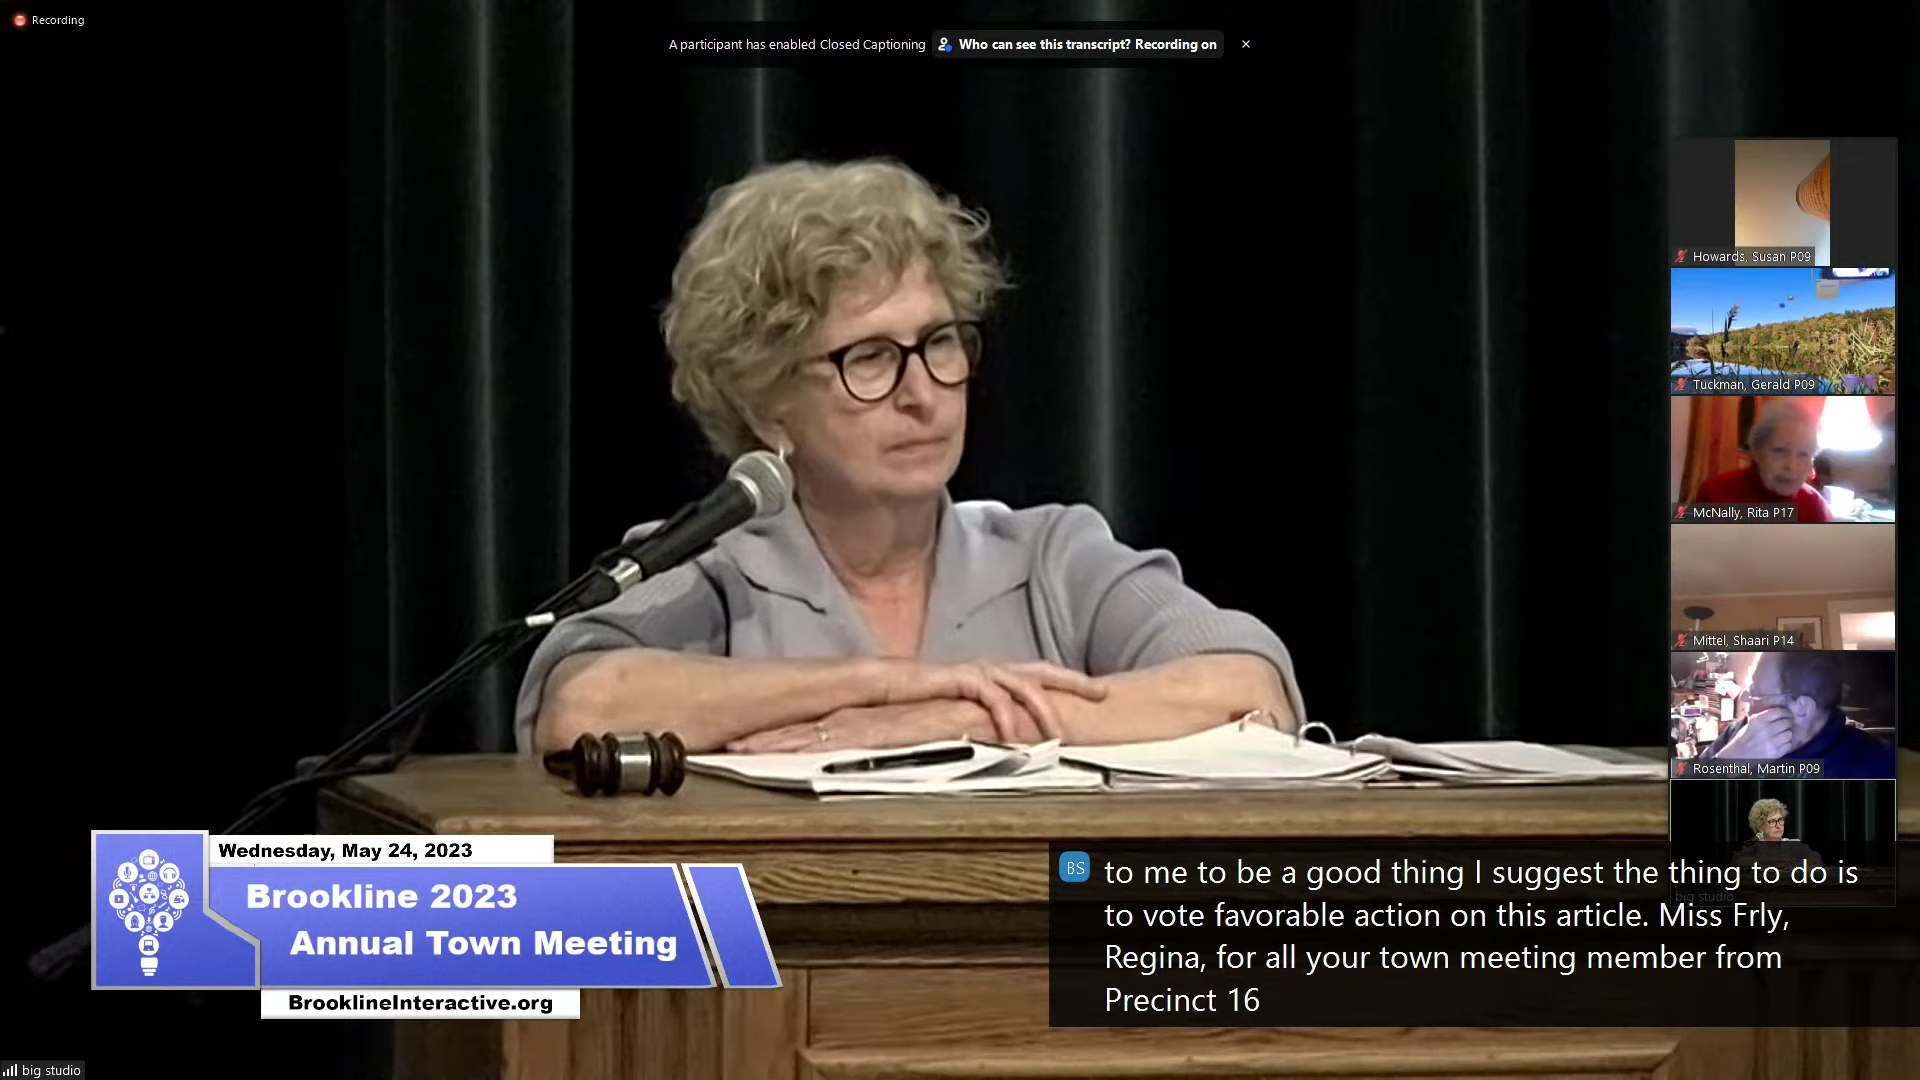 Recording
A participant has enabled Closed Captioning Who can see this transcript? Recording on
Howards, Susan P09
Tuckman, Gerald P09
McNally, Rita P17
Mittel, Shaari P14
Rosenthal, Martin P09
big studio
Wednesday, May 24, 2023
Brookline 2023
Annual Town Meeting
BrooklineInteractive.org
BS
to me to be a good thing I suggest the thing to do is
to vote favorable action on this article. Miss Frly,
Regina, for all your town meeting member from
Precinct 16
big studio